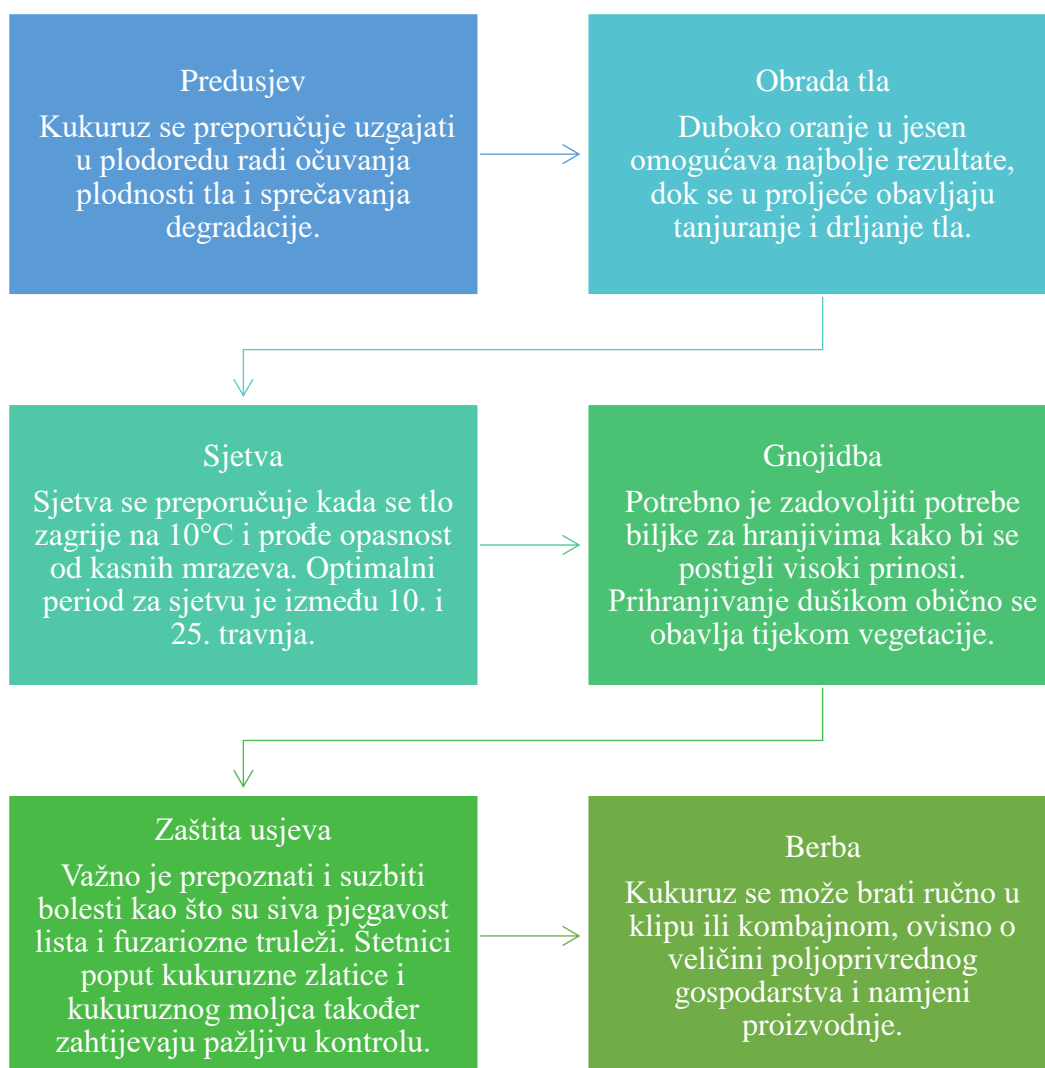 Predusjev
Kukuruz se preporučuje uzgajati
u plodoredu radi očuvanja
plodnosti tla i sprečavanja
degradacije.
Obrada tla
Duboko oranje u jesen
omogućava najbolje rezultate,
dok se u proljeće obavljaju
tanjuranje i drljanje tla.
Sjetva
Sjetva se preporučuje kada se tlo
zagrije na 10°C i prođe opasnost
od kasnih mrazeva. Optimalni
period za sjetvu je između 10. i
25. travnja.
Gnojidba
Potrebno je zadovoljiti potrebe
biljke za hranjivima kako bi se
postigli visoki prinosi.
Prihranjivanje dušikom obično se
obavlja tijekom vegetacije.
Zaštita usjeva
Važno je prepoznati i suzbiti
bolesti kao što su siva pjegavost
lista i fuzariozne truleži. Štetnici
poput kukuruzne zlatice i
kukuruznog moljca također
zahtijevaju pažljivu kontrolu.
Berba
Kukuruz se može brati ručno u
klipu ili kombajnom, ovisno o
veličini poljoprivrednog
gospodarstva i namjeni
proizvodnje.